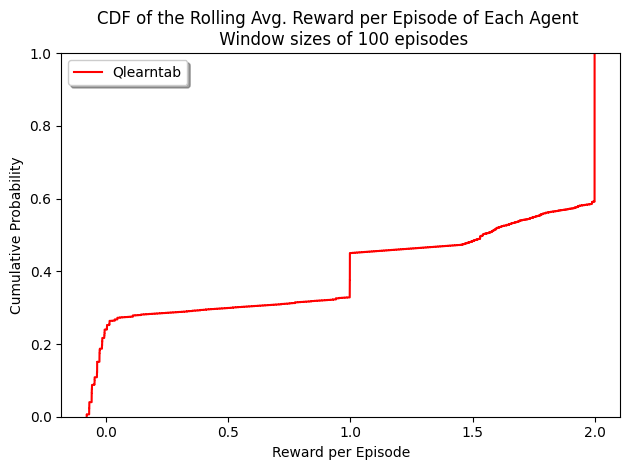 CDF of the Rolling Avg. Reward per Episode of Each Agent
Window sizes of 100 episodes
Qlearntab
1.0
0.8
0.6
0.4
0.2
0.0
Cumulative Probability
0.0 0.5 1.0 1.5 2.0
Reward per Episode